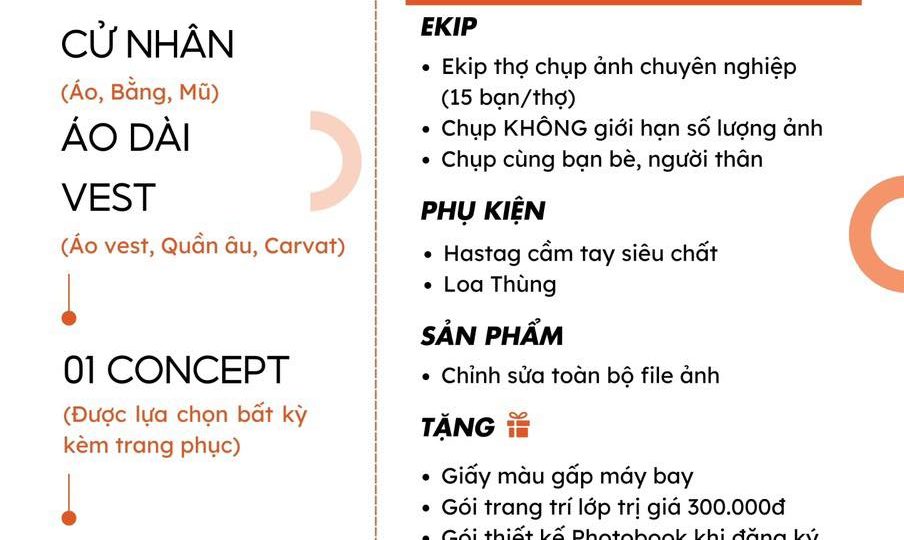 CỬ NHÂN
(Áo, Bằng, Mũ)
ÁO DÀI
VEST
(Áo vest, Quần âu, Carvat)
01 CONCEPT
(Được lựa chọn bất kỳ
kèm trang phục)
EKIP
• Ekip thợ chụp ảnh chuyên nghiệp
(15 bạn/thợ)
• Chụp KHÔNG giới hạn số lượng ảnh
• Chụp cùng bạn bè, người thân
PHỤ KIỆN
• Hastag cầm tay siêu chất
• Loa Thùng
SẢN PHẨM
• Chỉnh sửa toàn bộ file ảnh
TẶNG
• Giấy màu gấp máy bay
• Gói trang trí lớp trị giá 300.000đ
• Gói thiết kế Photobook khi đăng ký